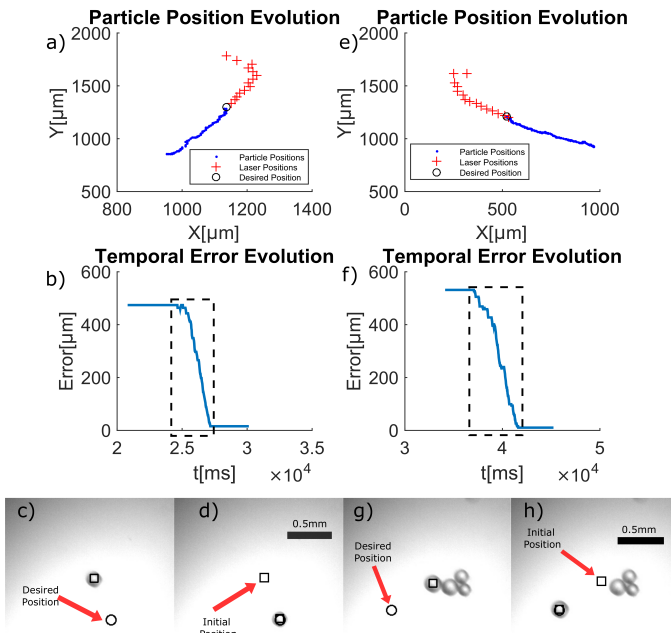 Particle Position Evolution
Particle Position Evolution
a)
e)
2000
1500
1000
500
Y[μm]
Particle Positions
Laser Positions
Desired Position
800 1000 1200 1400
X[μm]
2000
1500
1000
500
Y[μm]
Particle Positions
Laser Positions
Desired Position
0 500 1000
X[μm]
Temporal Error Evolution
Temporal Error Evolution
b)
f)
600
400
200
0
Error[μm]
2 2.5 3 3.5
t[ms] ×10⁴
600
400
200
0
Error[μm]
3 4 5
t[ms] ×10⁴
c)
Desired
Position
d)
0.5mm
Initial
Position
g)
Desired
Position
h)
Initial
Position
0.5mm